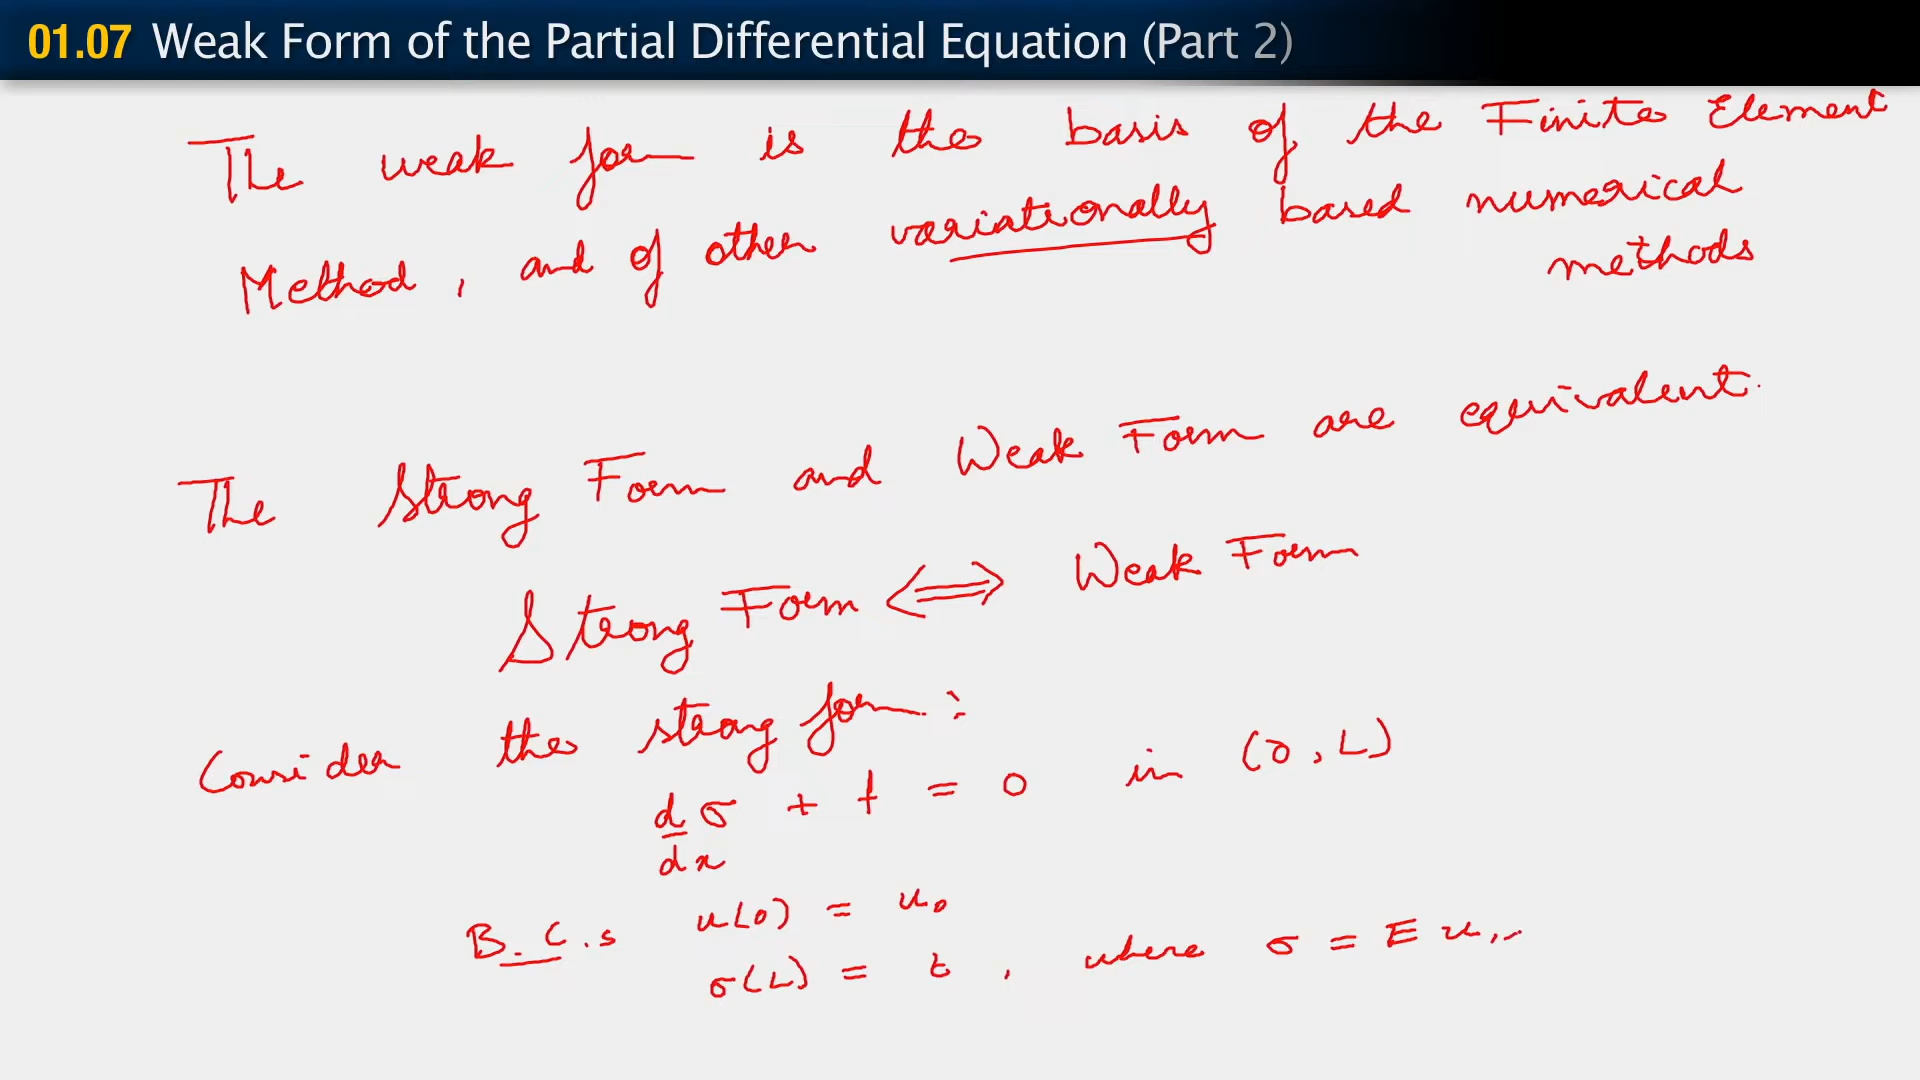 01.07 Weak Form of the Partial Differential Equation (Part 2)
The weak form is the basis of the Finite Element
Method, and of other variationally based numerical
methods
The Strong Form and Weak Form are equivalent.
Strong Form ⟺ Weak Form
Consider the strong form:
d/dx σ + f = 0 in (0, L)
B.C.s u(0) = u₀
σ(L) = t, where σ = E u,